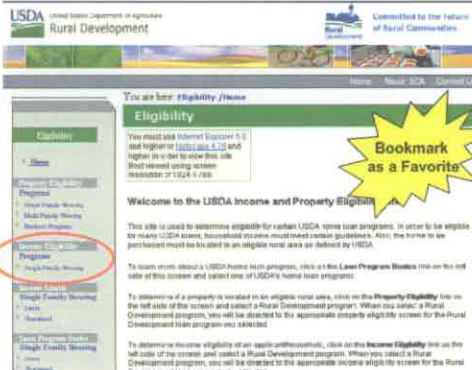 USDA United States Department of Agriculture
Rural Development
Committed to the future
of Rural Communities
Rural
Development
Home About
You are here: Eligibility /Home
Eligibility
Eligibility
You must use Internet Explorer 5.0
and higher or Netscape 4.76 and
higher in order to view this site.
Best viewed using screen
resolution of 1024 X 768
Bookmark
as a Favorite
Home
Property Eligibility
Programs
Single Family Housing
Multi Family Housing
Business Programs
Welcome to the USDA Income and Property Eligibility
This site is used to determine eligibility for certain USDA home loan programs. In order to be eligible
for many USDA loans, household income must meet certain guidelines. Also, the home to be
purchased must be located in an eligible rural area as defined by USDA.
Income Eligibility
Programs
Single Family Housing
To learn more about a USDA home loan program, click on the Loan Program Basics link on the left
side of this screen and select one of USDA's home loan programs.
Single Family Housing
Direct
Guaranteed
To determine if a property is located in an eligible rural area, click on the Property Eligibility link on
the left side of the screen and select a Rural Development program. When you select a Rural
Development program, you will be directed to the appropriate property eligibility screen for the Rural
Development loan program you selected.
Loan Program Basics
Single Family Housing
Direct
Guaranteed
To determine income eligibility of an applicant/household, click on the Income Eligibility link on the
left side of the screen and select a Rural Development program. When you select a Rural
Development program, you will be directed to the appropriate income eligibility screen for the Rural